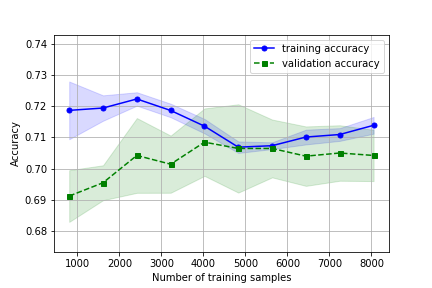 0.74
0.73
0.72
0.71
0.70
0.69
0.68
Accuracy
training accuracy
validation accuracy
1000 2000 3000 4000 5000 6000 7000 8000
Number of training samples